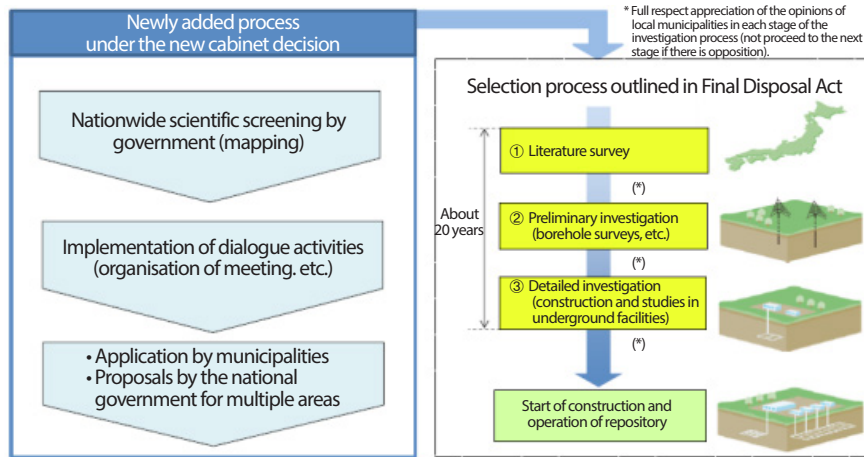 Newly added process
under the new cabinet decision
* Full respect appreciation of the opinions of
local municipalities in each stage of the
investigation process (not proceed to the next
stage if there is opposition).
Nationwide scientific screening by
government (mapping)
Implementation of dialogue activities
(organisation of meeting. etc.)
• Application by municipalities
• Proposals by the national
government for multiple areas
Selection process outlined in Final Disposal Act
About
20 years
① Literature survey
(*)
② Preliminary investigation
(borehole surveys, etc.)
(*)
③ Detailed investigation
(construction and studies in
underground facilities)
(*)
Start of construction and
operation of repository